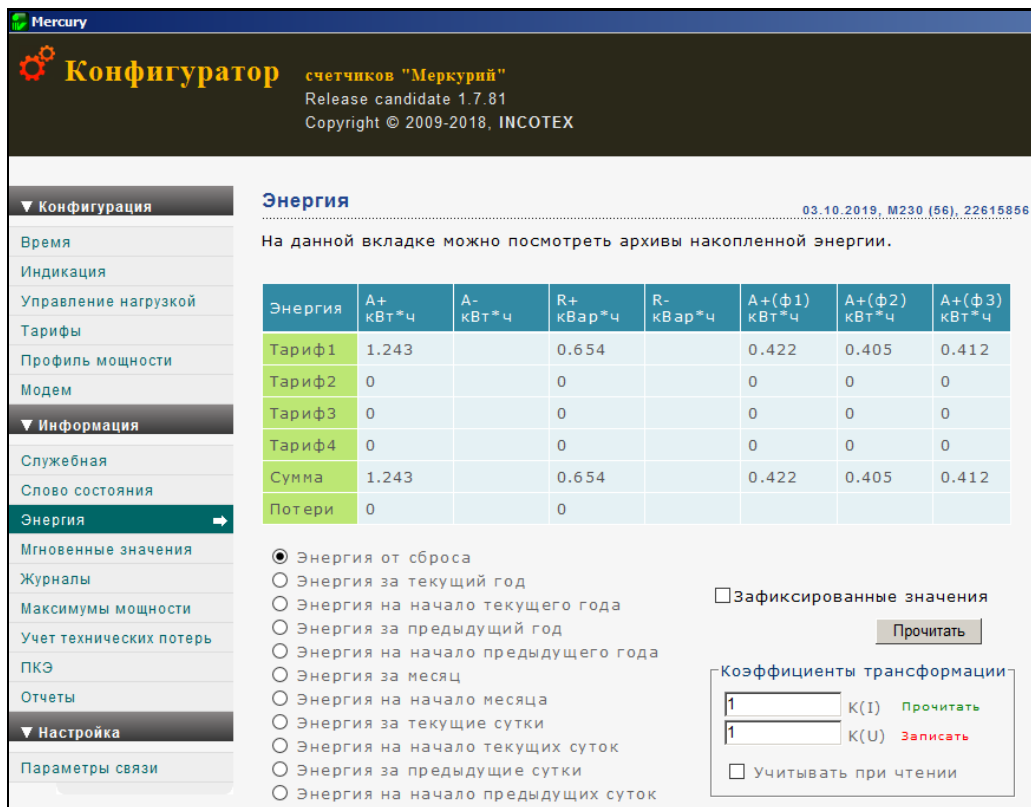 Mercury
Конфигуратор счетчиков "Меркурий"
Release candidate 1.7.81
Copyright © 2009-2018, INCOTEX
▼ Конфигурация
Время
Индикация
Управление нагрузкой
Тарифы
Профиль мощности
Модем
▼ Информация
Служебная
Слово состояния
Энергия
Мгновенные значения
Журналы
Максимумы мощности
Учет технических потерь
ПКЭ
Отчеты
▼ Настройка
Параметры связи
Энергия
03.10.2019, M230 (56), 22615856
На данной вкладке можно посмотреть архивы накопленной энергии.
Энергия A+ кВт*ч A- кВт*ч R+ кВар*ч R- кВар*ч A+(ф1) кВт*ч A+(ф2) кВт*ч A+(ф3) кВт*ч
Тариф1 1.243 0.654 0.422 0.405 0.412
Тариф2 0 0 0 0 0
Тариф3 0 0 0 0 0
Тариф4 0 0 0 0 0
Сумма 1.243 0.654 0.422 0.405 0.412
Потери 0 0
Энергия от сброса
Энергия за текущий год
Энергия на начало текущего года
Энергия за предыдущий год
Энергия на начало предыдущего года
Энергия за месяц
Энергия на начало месяца
Энергия за текущие сутки
Энергия на начало текущих суток
Энергия за предыдущие сутки
Энергия на начало предыдущих суток
Зафиксированные значения
Прочитать
Коэффициенты трансформации
1 K(I) Прочитать
1 K(U) Записать
Учитывать при чтении